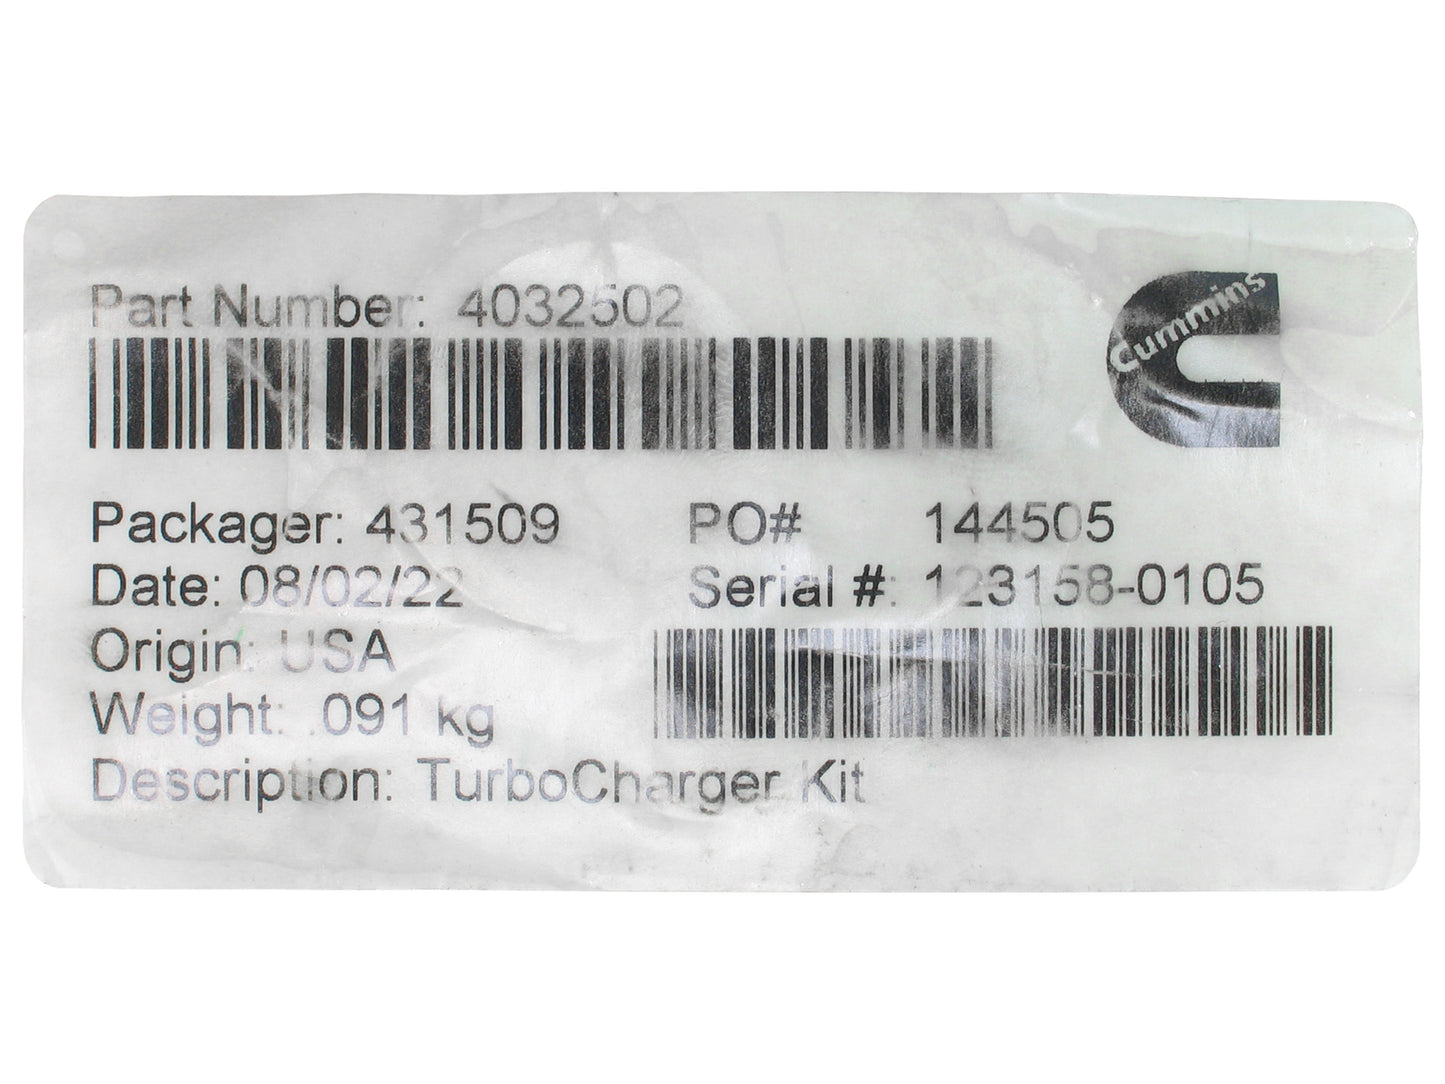 Part Number: 4032502
Cummins
Packager: 431509
PO# 144505
Date: 08/02/22
Serial #: 123158-0105
Origin: USA
Weight: .091 kg
Description: TurboCharger Kit